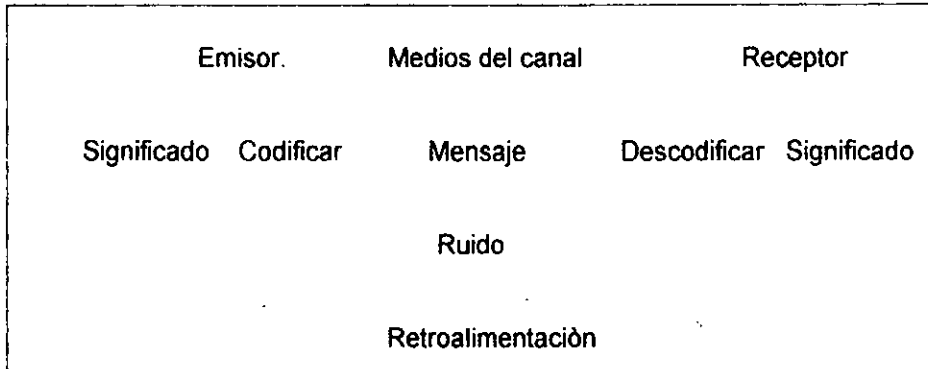 Emisor. Medios del canal Receptor
Significado Codificar Mensaje Descodificar Significado
Ruido
Retroalimentaciòn